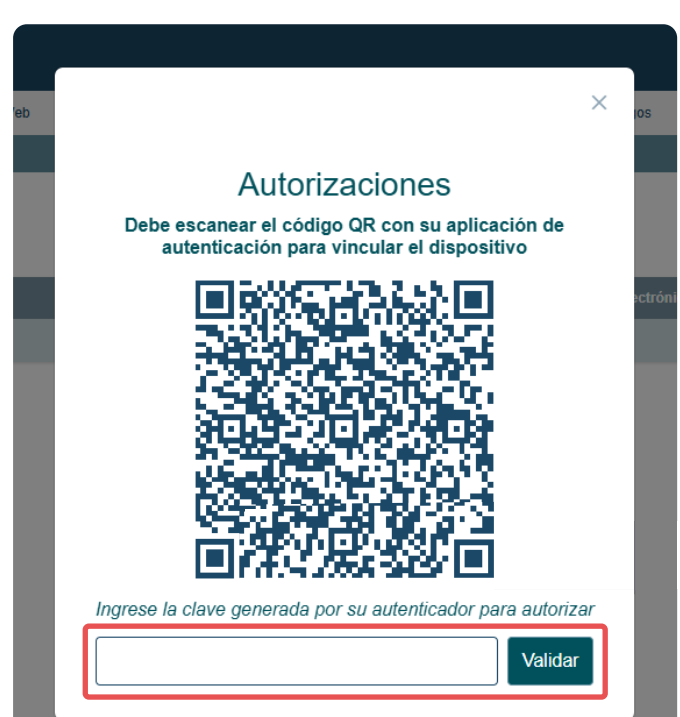 Autorizaciones
Debe escanear el código QR con su aplicación de
autenticación para vincular el dispositivo
Ingrese la clave generada por su autenticador para autorizar
Validar